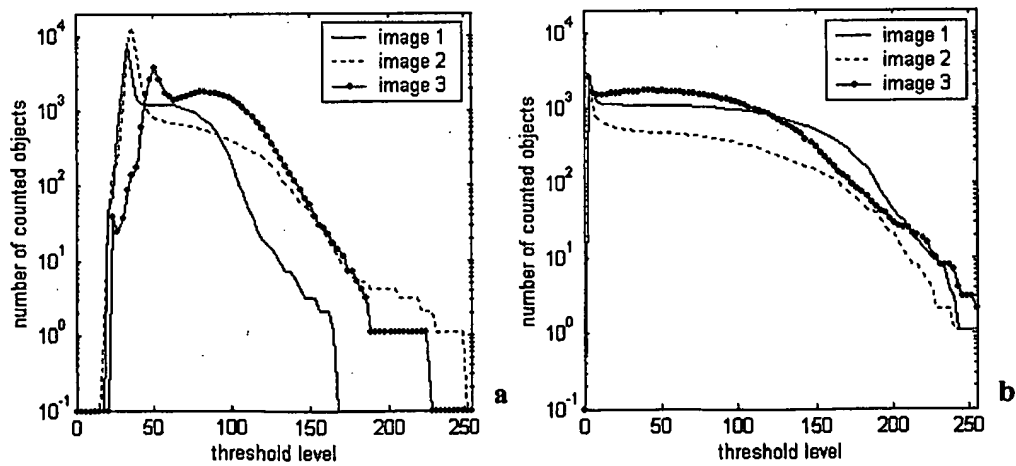 10^4
10^3
10^2
10^1
10^0
10^-1
number of counted objects
0 50 100 150 200 250
threshold level
image 1
image 2
image 3
a
10^4
10^3
10^2
10^1
10^0
10^-1
number of counted objects
0 50 100 150 200 250
threshold level
image 1
image 2
image 3
b